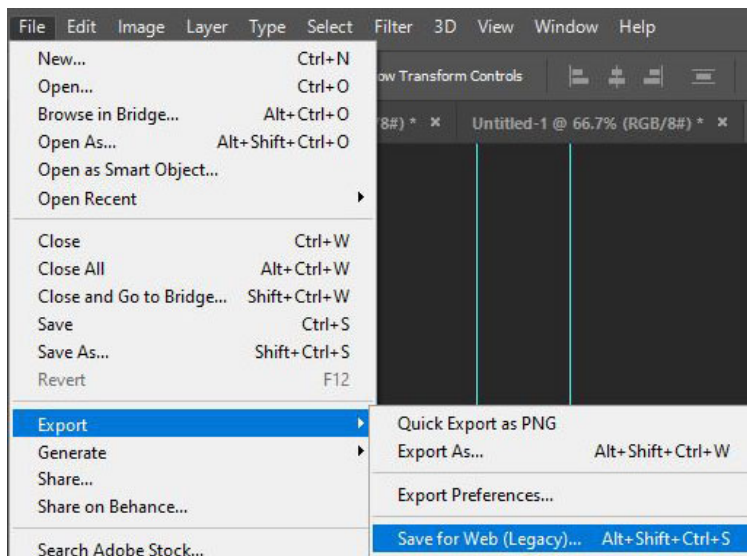 File Edit Image Layer Type Select Filter 3D View Window Help
New... Ctrl+N
Open... Ctrl+O
Browse in Bridge... Alt+Ctrl+O
Open As... Alt+Shift+Ctrl+O
Open as Smart Object...
Open Recent
Close Ctrl+W
Close All Alt+Ctrl+W
Close and Go to Bridge... Shift+Ctrl+W
Save Ctrl+S
Save As... Shift+Ctrl+S
Revert F12
Export
Generate
Share...
Share on Behance...
Search Adobe Stock...
ow Transform Controls
/8#) * × Untitled-1 @ 66.7% (RGB/8#) * ×
Quick Export as PNG
Export As... Alt+Shift+Ctrl+W
Export Preferences...
Save for Web (Legacy)... Alt+Shift+Ctrl+S